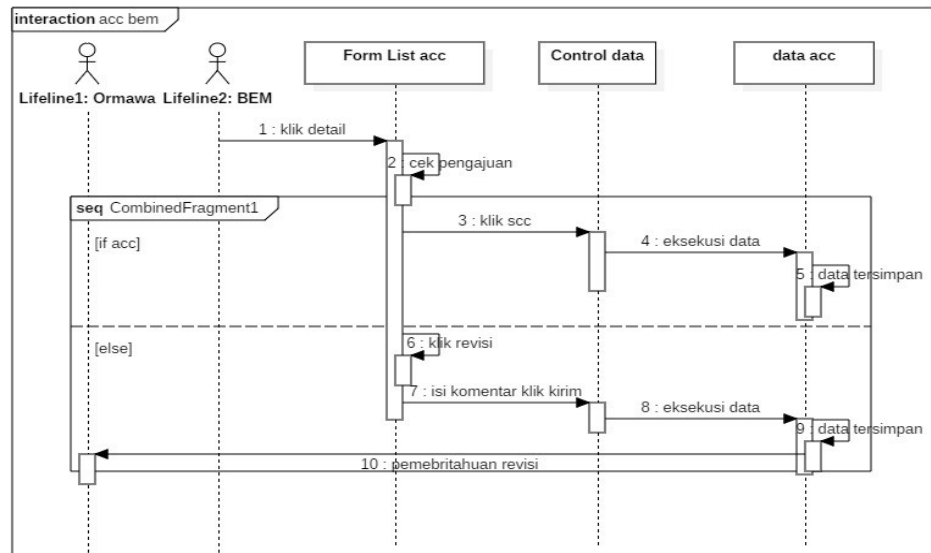 interaction acc bem
Form List acc
Control data
data acc
Lifeline1: Ormawa
Lifeline2: BEM
1 : klik detail
2 : cek pengajuan
seq CombinedFragment1
3 : klik scc
[if acc]
4 : eksekusi data
5 : data tersimpan
[else]
6 : klik revisi
7 : isi komentar klik kirim
8 : eksekusi data
9 : data tersimpan
10 : pemebritahuan revisi